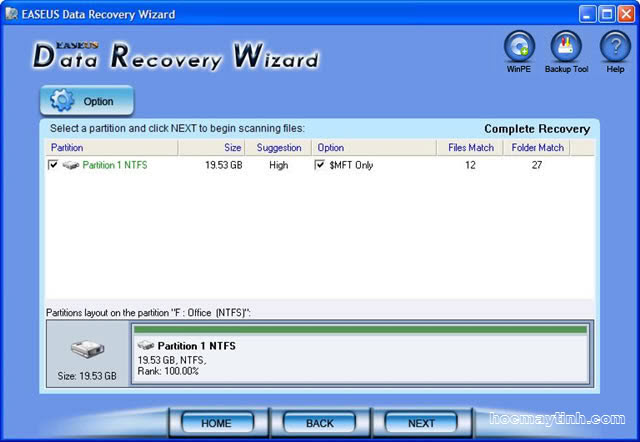 EASEUS Data Recovery Wizard
EASEUS
Data Recovery Wizard
WinPE Backup Tool Help
Option
Select a partition and click NEXT to begin scanning files: Complete Recovery
Partition Size Suggestion Option Files Match Folder Match
Partition 1 NTFS 19.53 GB High $MFT Only 12 27
Partitions layout on the partition "F : Office (NTFS)":
Partition 1 NTFS
19.53 GB, NTFS,
Rank: 100.00%
Size: 19.53 GB
hocmaytinh.com
HOME BACK NEXT